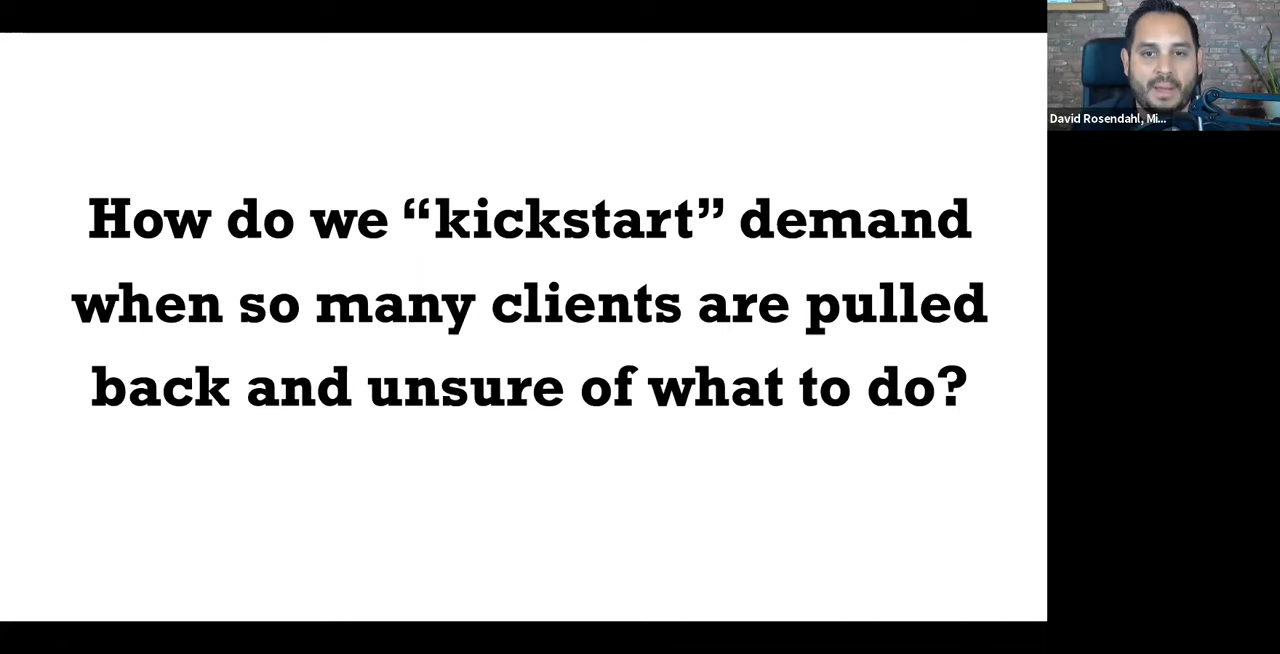 How do we “kickstart” demand
when so many clients are pulled
back and unsure of what to do?
David Rosendahl, Mi...